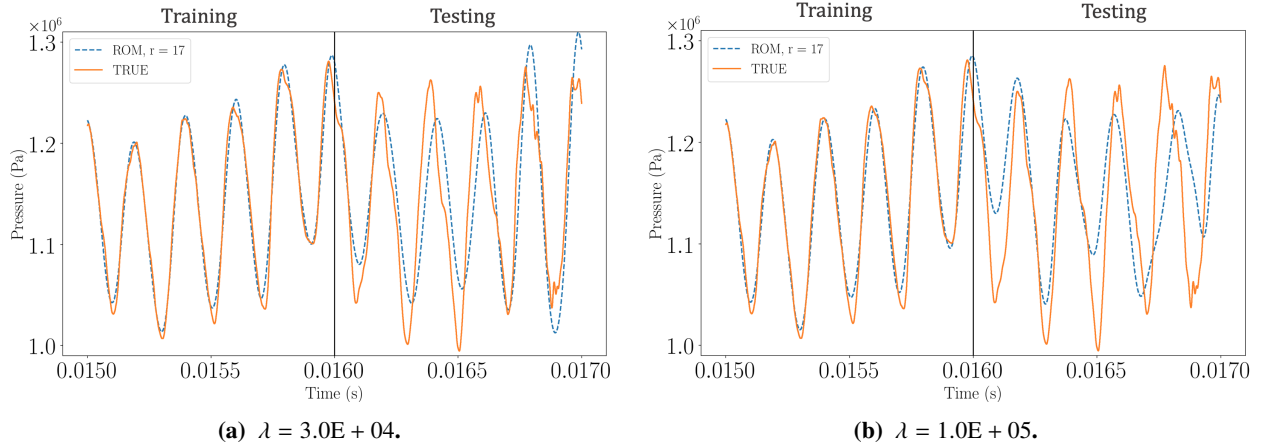 Training
Testing
×10⁶
1.3
1.2
1.1
1.0
Pressure (Pa)
ROM, r = 17
TRUE
0.0150
0.0155
0.0160
0.0165
0.0170
Time (s)
(a) λ = 3.0E + 04.
Training
Testing
×10⁶
1.3
1.2
1.1
1.0
Pressure (Pa)
ROM, r = 17
TRUE
0.0150
0.0155
0.0160
0.0165
0.0170
Time (s)
(b) λ = 1.0E + 05.